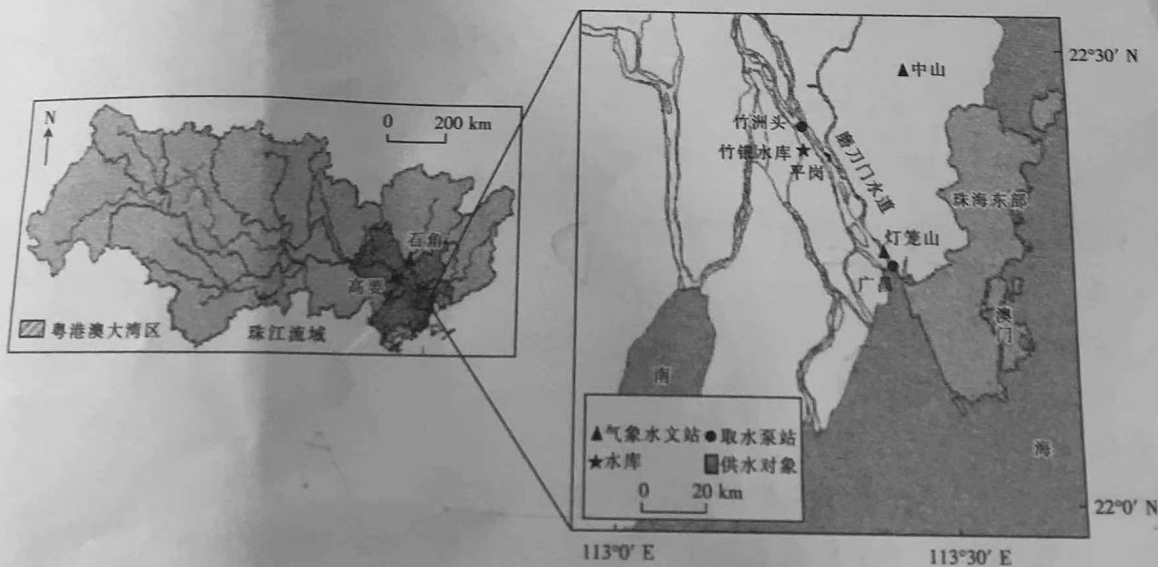 N
0 200 km
石角
高要
粤港澳大湾区
珠江流域
22°30′ N
中山
竹洲头
竹银水库
平岗
磨刀门水道
珠海东部
灯笼山
广昌
澳门
南
海
气象水文站
取水泵站
水库
供水对象
0 20 km
22°0′ N
113°0′ E
113°30′ E